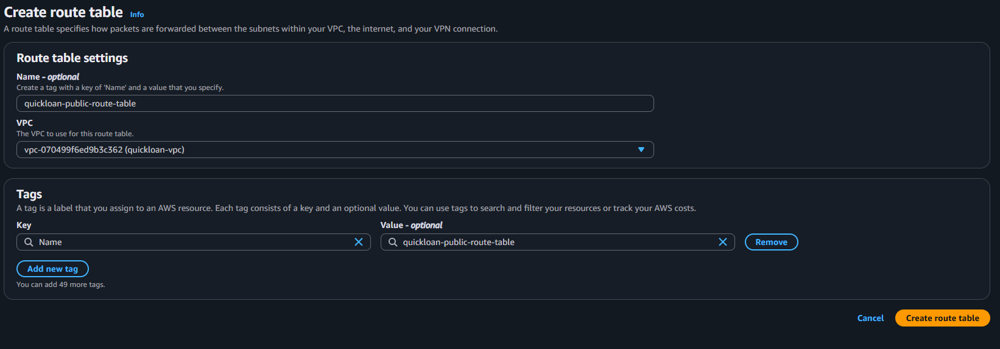 Create route table Info
A route table specifies how packets are forwarded between the subnets within your VPC, the internet, and your VPN connection.
Route table settings
Name - optional
Create a tag with a key of 'Name' and a value that you specify.
quickloan-public-route-table
VPC
The VPC to use for this route table.
vpc-070499f6ed9b3c362 (quickloan-vpc)
Tags
A tag is a label that you assign to an AWS resource. Each tag consists of a key and an optional value. You can use tags to search and filter your resources or track your AWS costs.
Key Value - optional
Name quickloan-public-route-table Remove
Add new tag
You can add 49 more tags.
Cancel Create route table